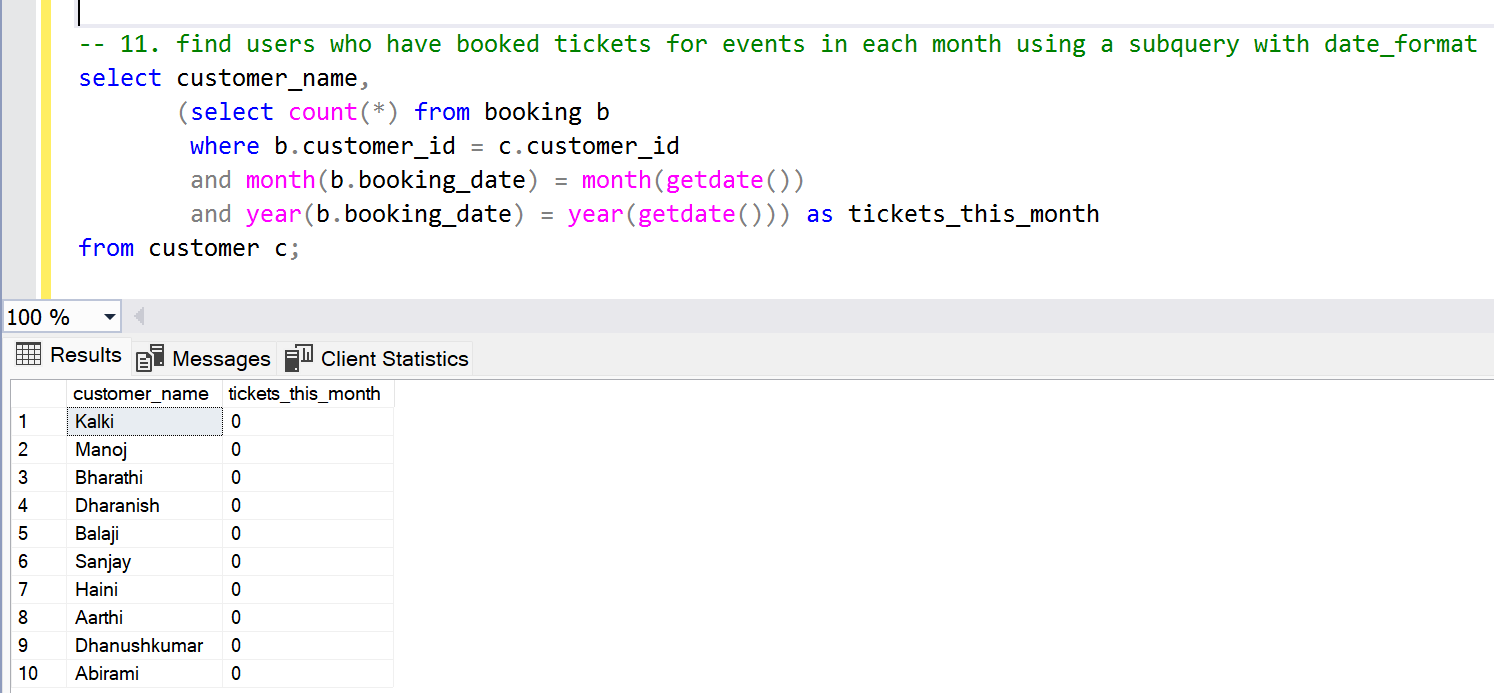 -- 11. find users who have booked tickets for events in each month using a subquery with date_format
select customer_name,
(select count(*) from booking b
where b.customer_id = c.customer_id
and month(b.booking_date) = month(getdate())
and year(b.booking_date) = year(getdate())) as tickets_this_month
from customer c;
100 %
Results Messages Client Statistics
customer_name tickets_this_month
1 Kalki 0
2 Manoj 0
3 Bharathi 0
4 Dharanish 0
5 Balaji 0
6 Sanjay 0
7 Haini 0
8 Aarthi 0
9 Dhanushkumar 0
10 Abirami 0